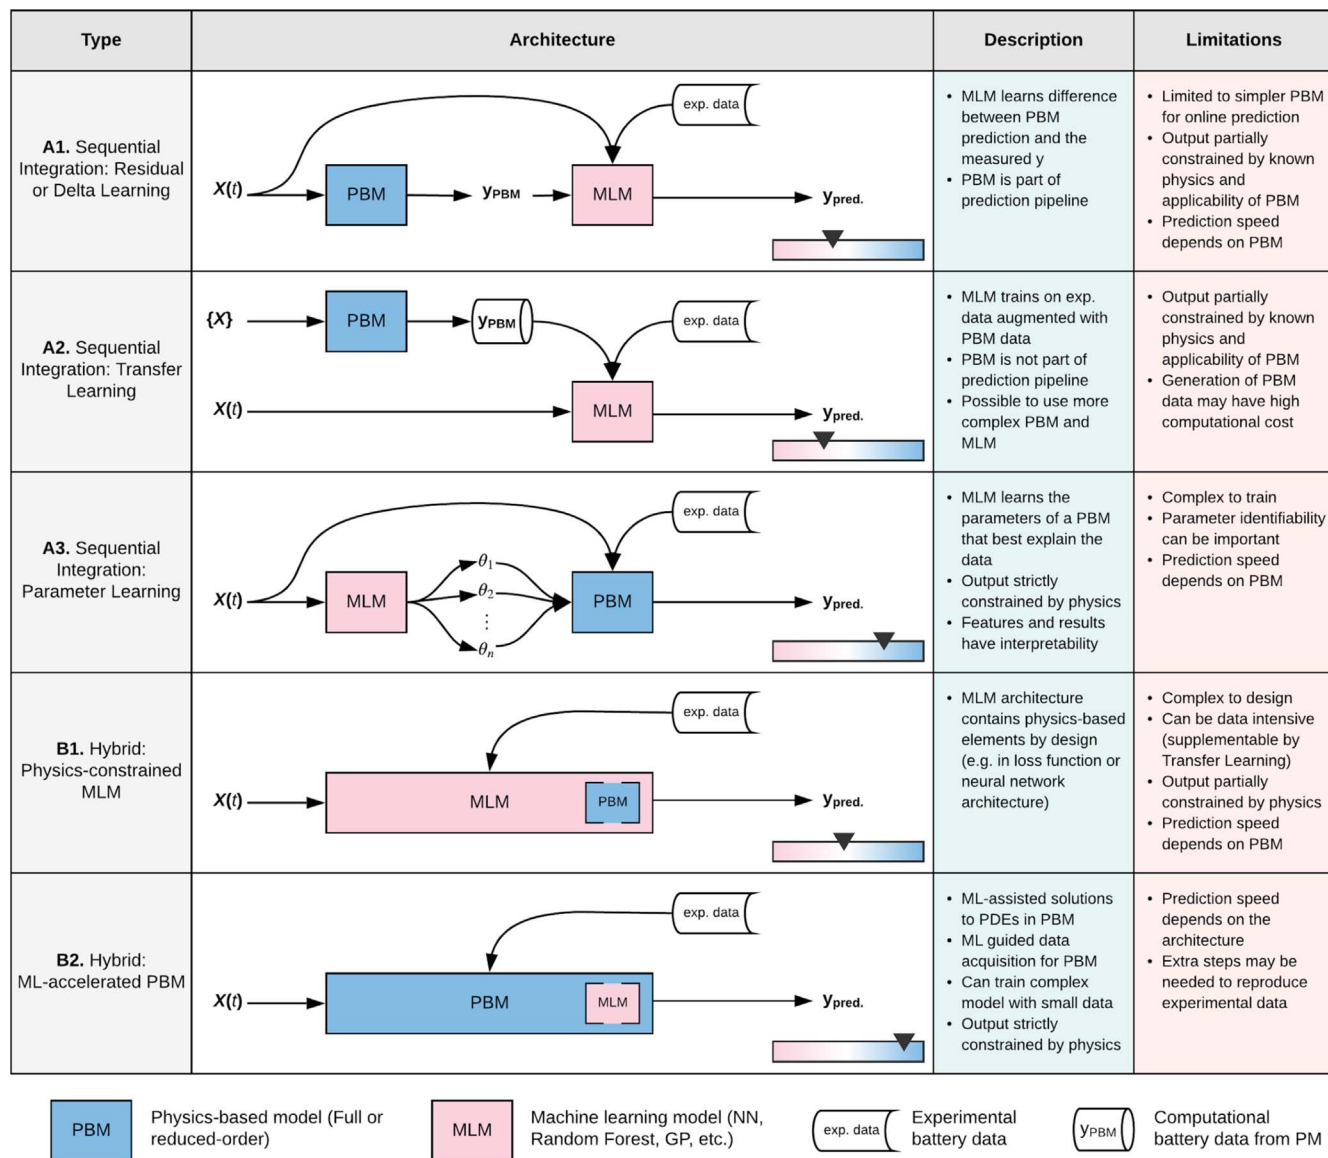 Type
Architecture
Description
Limitations
A1. Sequential
Integration: Residual
or Delta Learning
X(t)
PBM
yPBM
MLM
exp. data
ypred.
• MLM learns difference
between PBM
prediction and the
measured y
• PBM is part of
prediction pipeline
• Limited to simpler PBM
for online prediction
• Output partially
constrained by known
physics and
applicability of PBM
• Prediction speed
depends on PBM
A2. Sequential
Integration: Transfer
Learning
{X}
PBM
yPBM
exp. data
X(t)
MLM
ypred.
• MLM trains on exp.
data augmented with
PBM data
• PBM is not part of
prediction pipeline
• Possible to use more
complex PBM and
MLM
• Output partially
constrained by known
physics and
applicability of PBM
• Generation of PBM
data may have high
computational cost
A3. Sequential
Integration:
Parameter Learning
X(t)
MLM
θ1
θ2
⋮
θn
PBM
exp. data
ypred.
• MLM learns the
parameters of a PBM
that best explain the
data
• Output strictly
constrained by physics
• Features and results
have interpretability
• Complex to train
• Parameter identifiability
can be important
• Prediction speed
depends on PBM
B1. Hybrid:
Physics-constrained
MLM
X(t)
MLM
PBM
exp. data
ypred.
• MLM architecture
contains physics-based
elements by design
(e.g. in loss function or
neural network
architecture)
• Complex to design
• Can be data intensive
(supplementable by
Transfer Learning)
• Output partially
constrained by physics
• Prediction speed
depends on PBM
B2. Hybrid:
ML-accelerated PBM
X(t)
PBM
MLM
exp. data
ypred.
• ML-assisted solutions
to PDEs in PBM
• ML guided data
acquisition for PBM
• Can train complex
model with small data
• Output strictly
constrained by physics
• Prediction speed
depends on the
architecture
• Extra steps may be
needed to reproduce
experimental data
PBM
Physics-based model (Full or
reduced-order)
MLM
Machine learning model (NN,
Random Forest, GP, etc.)
exp. data
Experimental
battery data
yPBM
Computational
battery data from PM